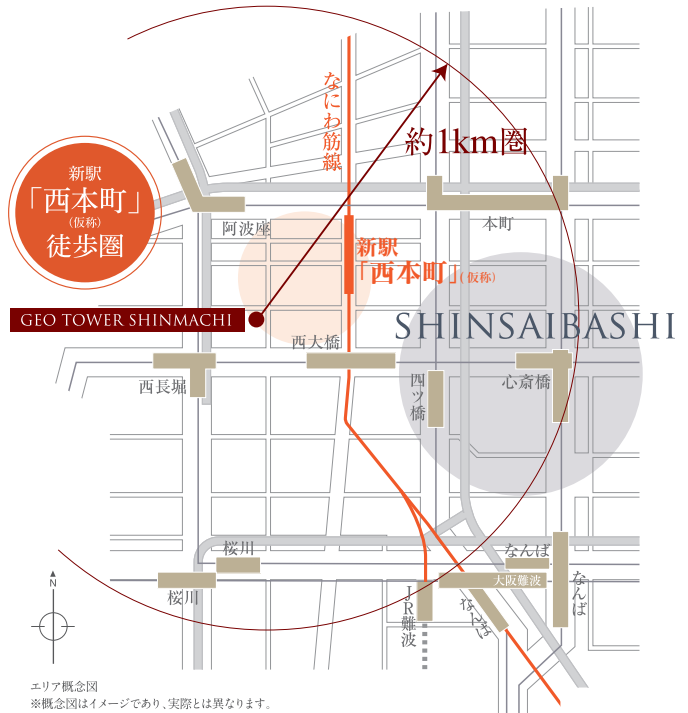 なにわ筋線
約1km圏
新駅
「西本町」
(仮称)
徒歩圏
阿波座
本町
新駅
「西本町」(仮称)
GEO TOWER SHINMACHI
SHINSAIBASHI
西大橋
西長堀
四ツ橋
心斎橋
桜川
なんば
桜川
大阪難波
なんば
JR難波
なんば
N
エリア概念図
※概念図はイメージであり、実際とは異なります。